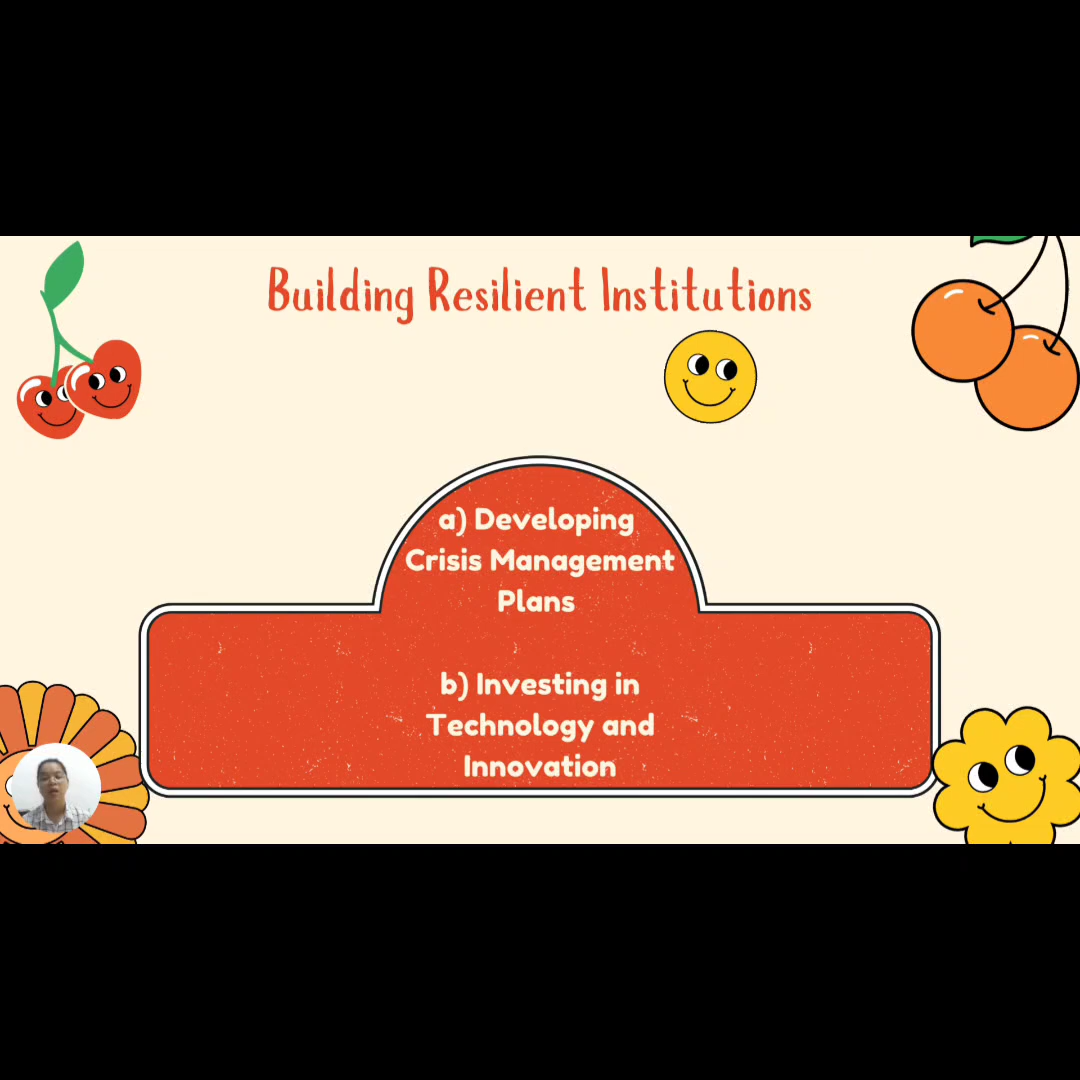 Building Resilient Institutions
a) Developing
Crisis Management
Plans
b) Investing in
Technology and
Innovation